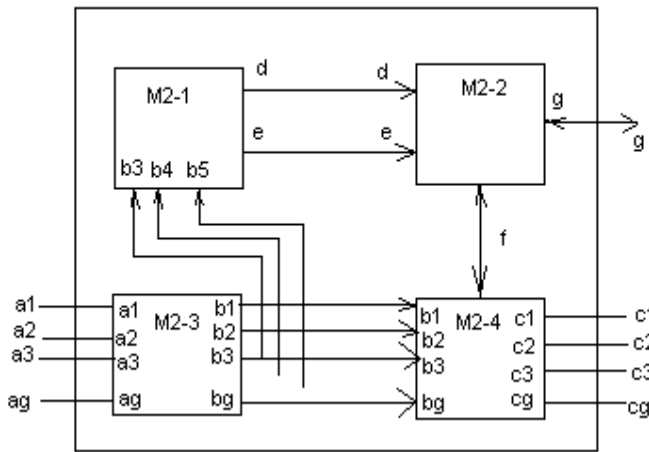 d d
M2-1 M2-2
g
e e g
b3 b4 b5
f
a1 a1 b1 b1 c1 c1
a2 a2 M2-3 b2 b2 M2-4 c2 c2
a3 a3 b3 b3 c3 c3
ag ag bg bg cg cg